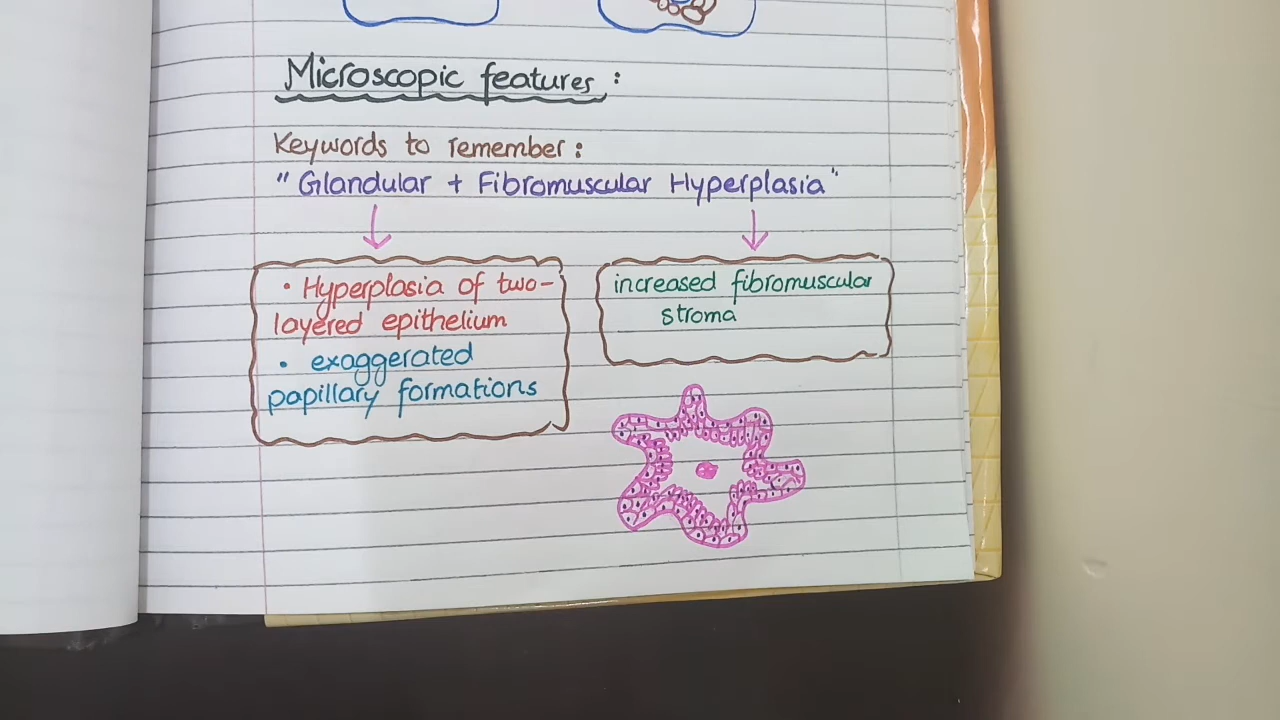 Microscopic features :
Keywords to remember :
" Glandular + Fibromuscular Hyperplasia "
• Hyperplasia of two-
layered epithelium
• exaggerated
papillary formations
increased fibromuscular
stroma